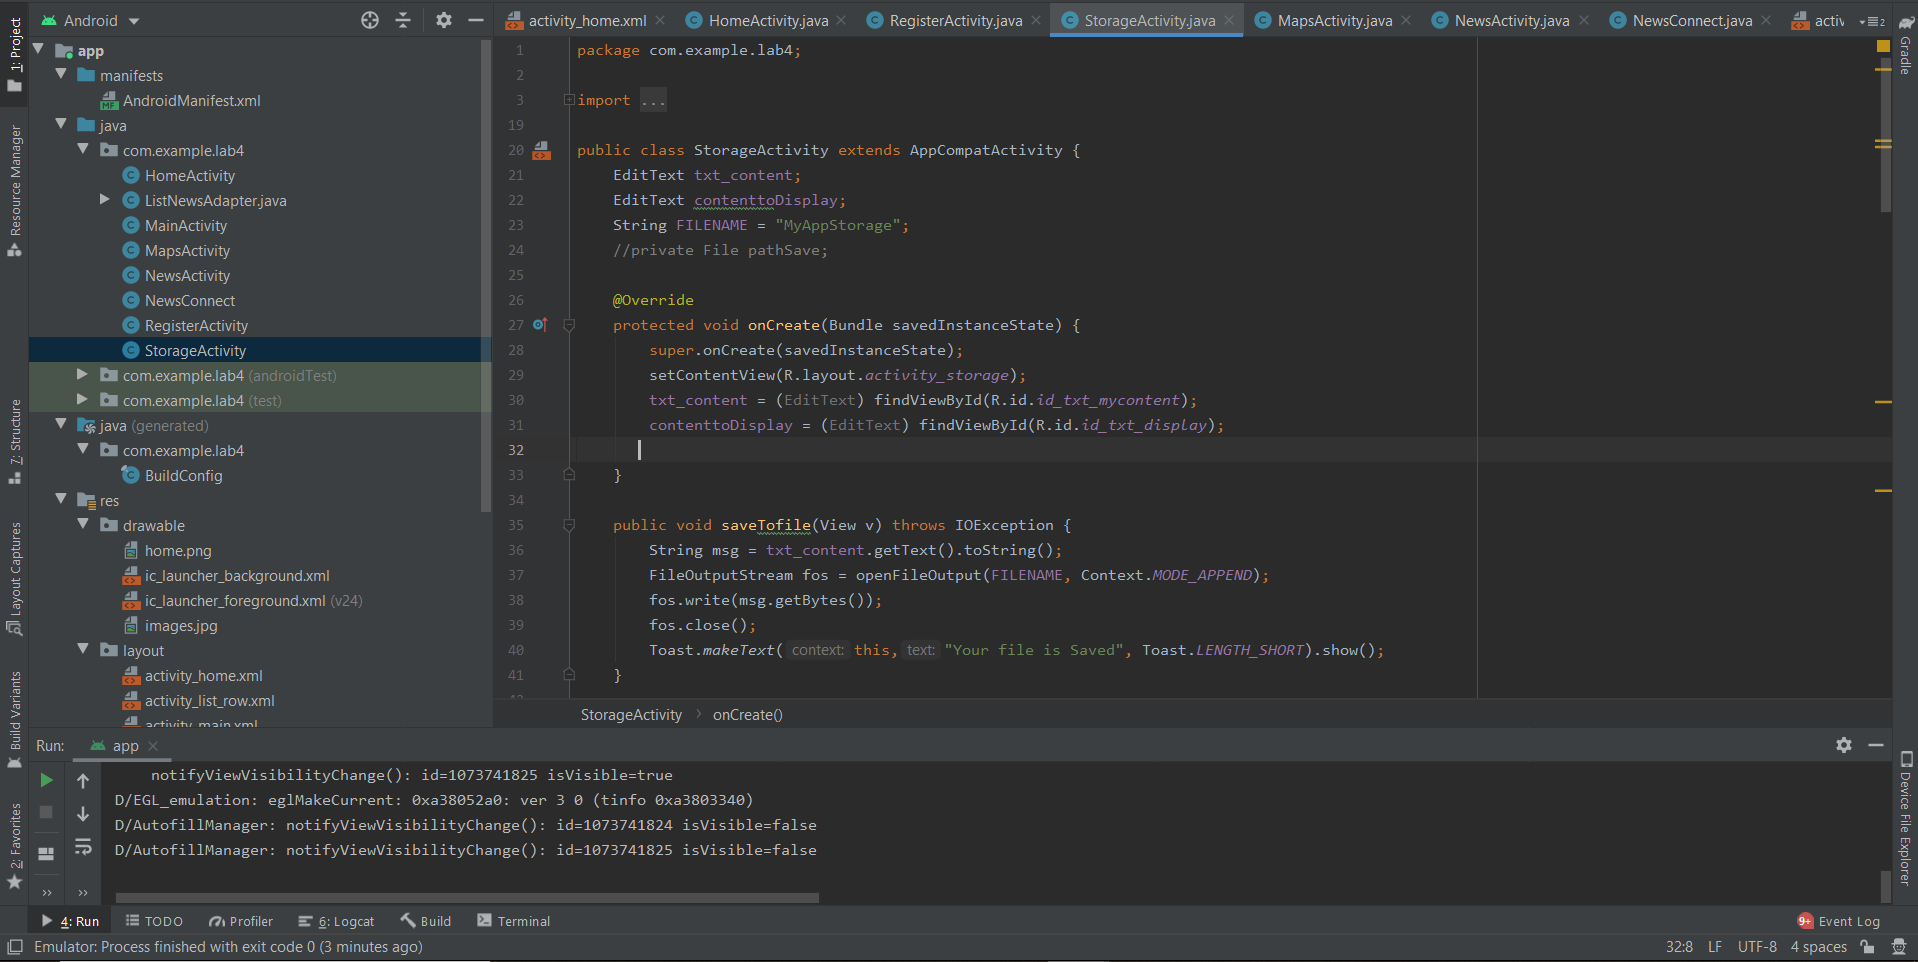 Android
activity_home.xml
HomeActivity.java
RegisterActivity.java
StorageActivity.java
MapsActivity.java
NewsActivity.java
NewsConnect.java
activ
2
1: Project
Resource Manager
7: Structure
Layout Captures
Build Variants
2: Favorites
app
manifests
AndroidManifest.xml
java
com.example.lab4
HomeActivity
ListNewsAdapter.java
MainActivity
MapsActivity
NewsActivity
NewsConnect
RegisterActivity
StorageActivity
com.example.lab4 (androidTest)
com.example.lab4 (test)
java (generated)
com.example.lab4
BuildConfig
res
drawable
home.png
ic_launcher_background.xml
ic_launcher_foreground.xml (v24)
images.jpg
layout
activity_home.xml
activity_list_row.xml
activity_main.xml
1 package com.example.lab4;
2
3 import ...
19
20 public class StorageActivity extends AppCompatActivity {
21 EditText txt_content;
22 EditText contenttoDisplay;
23 String FILENAME = "MyAppStorage";
24 //private File pathSave;
25
26 @Override
27 protected void onCreate(Bundle savedInstanceState) {
28 super.onCreate(savedInstanceState);
29 setContentView(R.layout.activity_storage);
30 txt_content = (EditText) findViewById(R.id.id_txt_mycontent);
31 contenttoDisplay = (EditText) findViewById(R.id.id_txt_display);
32
33 }
34
35 public void saveTofile(View v) throws IOException {
36 String msg = txt_content.getText().toString();
37 FileOutputStream fos = openFileOutput(FILENAME, Context.MODE_APPEND);
38 fos.write(msg.getBytes());
39 fos.close();
40 Toast.makeText( context: this, text: "Your file is Saved", Toast.LENGTH_SHORT).show();
41 }
StorageActivity > onCreate()
Gradle
Device File Explorer
Run: app
notifyViewVisibilityChange(): id=1073741825 isVisible=true
D/EGL_emulation: eglMakeCurrent: 0xa38052a0: ver 3 0 (tinfo 0xa3803340)
D/AutofillManager: notifyViewVisibilityChange(): id=1073741824 isVisible=false
D/AutofillManager: notifyViewVisibilityChange(): id=1073741825 isVisible=false
4: Run
TODO
Profiler
6: Logcat
Build
Terminal
9+ Event Log
Emulator: Process finished with exit code 0 (3 minutes ago)
32:8 LF UTF-8 4 spaces